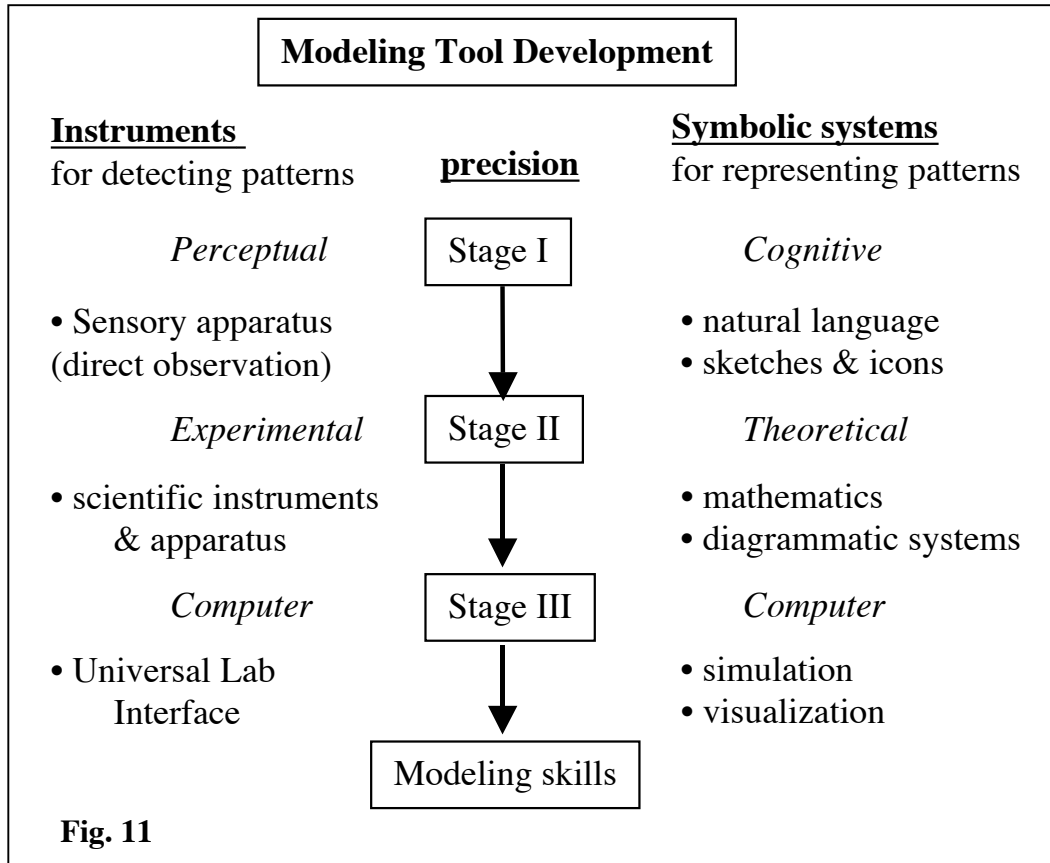 Modeling Tool Development
Instruments
for detecting patterns
precision
Symbolic systems
for representing patterns
Perceptual
Stage I
Cognitive
• Sensory apparatus
(direct observation)
• natural language
• sketches & icons
Experimental
Stage II
Theoretical
• scientific instruments
& apparatus
• mathematics
• diagrammatic systems
Computer
Stage III
Computer
• Universal Lab
Interface
• simulation
• visualization
Modeling skills
Fig. 11